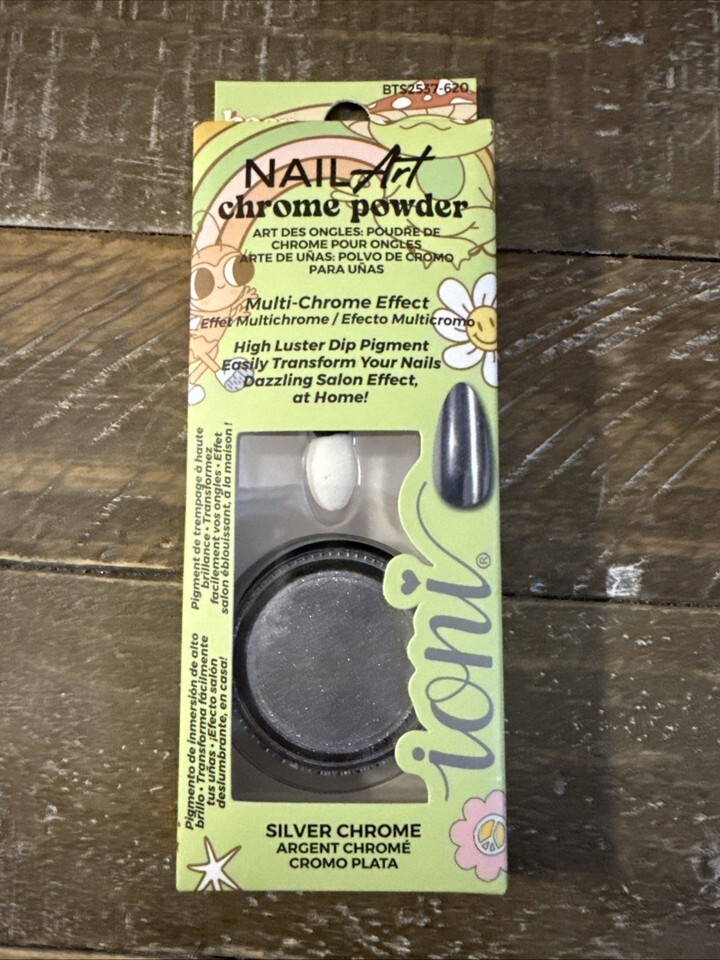 BTS2537-620
NAIL Art
chrome powder
ART DES ONGLES: POUDRE DE
CHROME POUR ONGLES
ARTE DE UÑAS: POLVO DE CROMO
PARA UÑAS
Multi-Chrome Effect
Effet Multichrome / Efecto Multicromo
High Luster Dip Pigment
Easily Transform Your Nails
Dazzling Salon Effect,
at Home!
Pigment de trempage à haute
brillance • Transformez
facilement vos ongles • Effet
salon éblouissant, à la maison !
Pigmento de inmersión de alto
brillo • Transforma fácilmente
tus uñas • ¡Efecto salón
deslumbrante, en casa!
ioni®
SILVER CHROME
ARGENT CHROMÉ
CROMO PLATA